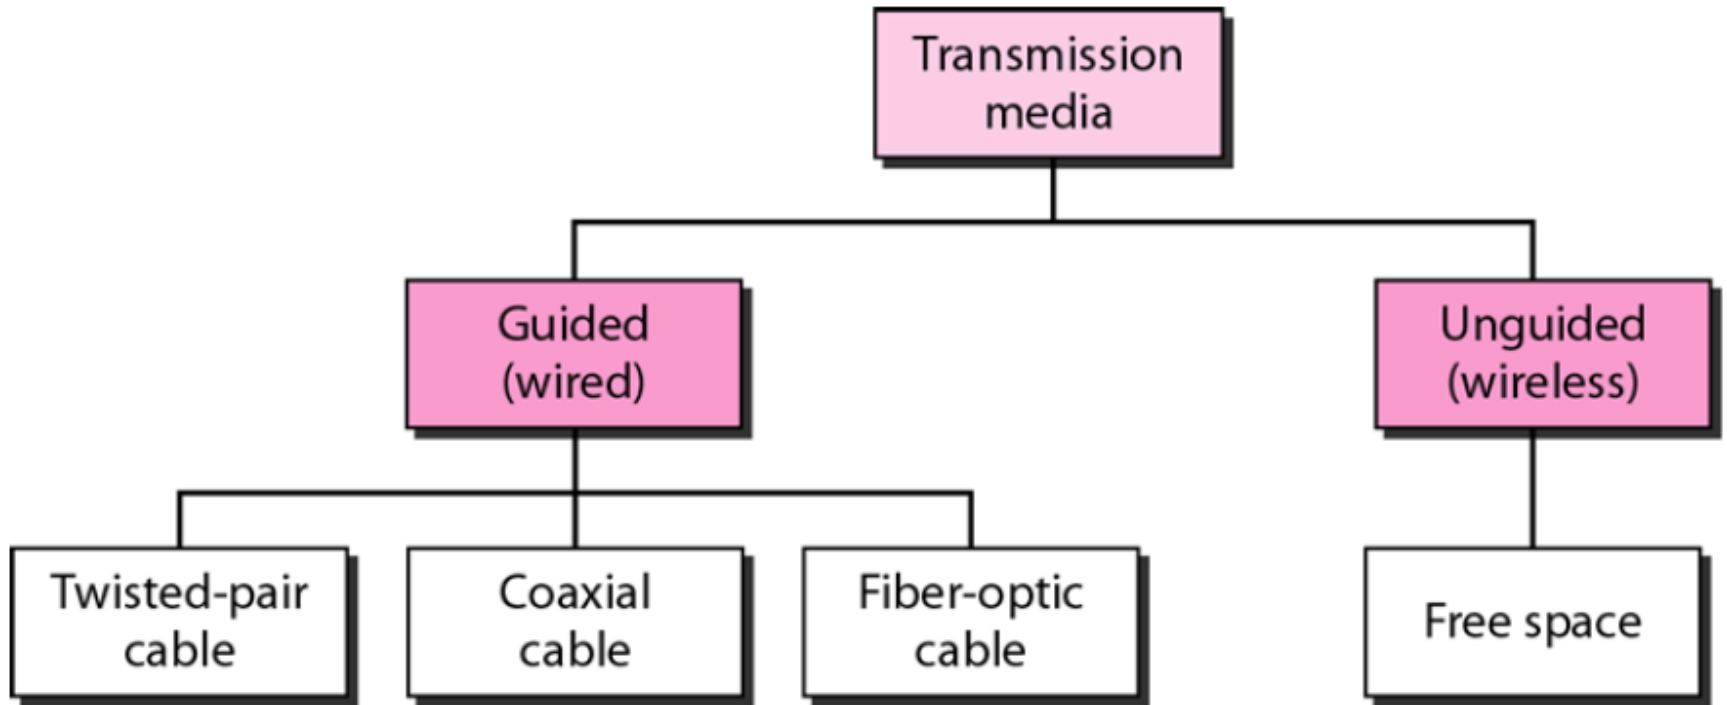 Transmission
media
Guided
(wired)
Unguided
(wireless)
Twisted-pair
cable
Coaxial
cable
Fiber-optic
cable
Free space